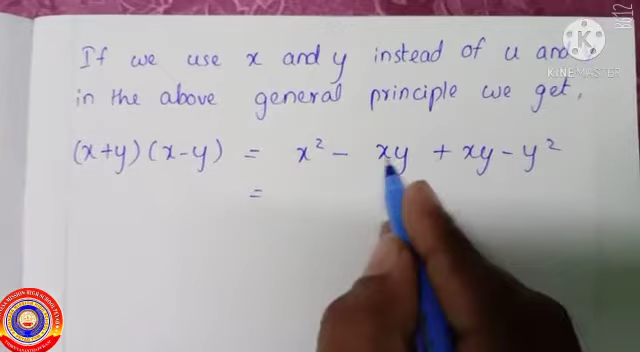 If we use x and y instead of u and
in the above general principle we get,
(x+y)(x-y) = x² - xy + xy - y²
=
KINEMASTER